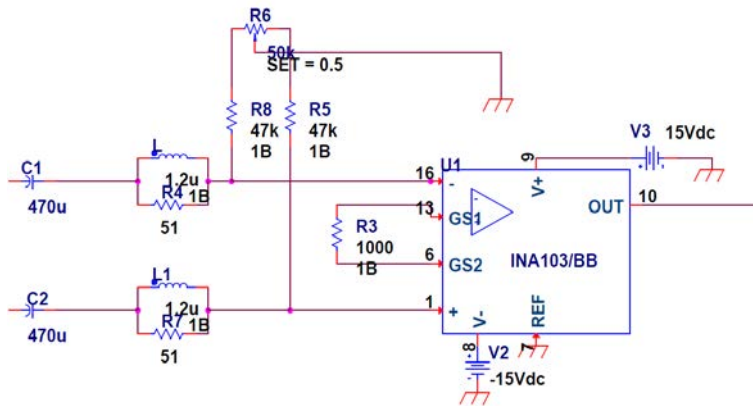 R6
50k
SET = 0.5
R8
47k
1B
R5
47k
1B
C1
470u
L
1.2u
R4
1B
51
U1
16
-
13
GS1
R3
1000
1B
6
GS2
INA103/BB
9
V+
V3
15Vdc
10
OUT
C2
470u
L1
1.2u
R7
1B
51
1
+
V-
8
REF
7
V2
-15Vdc